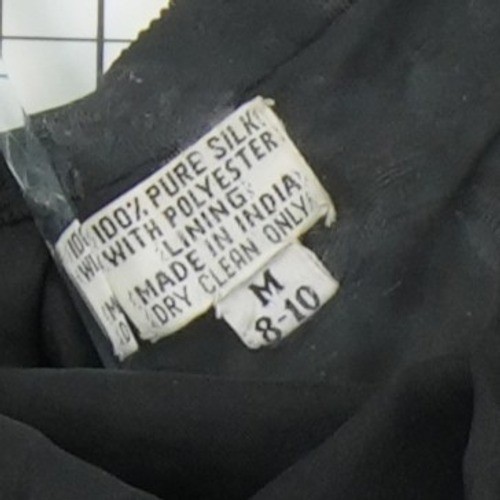 100% PURE SILK
WITH POLYESTER
LINING
MADE IN INDIA
DRY CLEAN ONLY
M
8-10